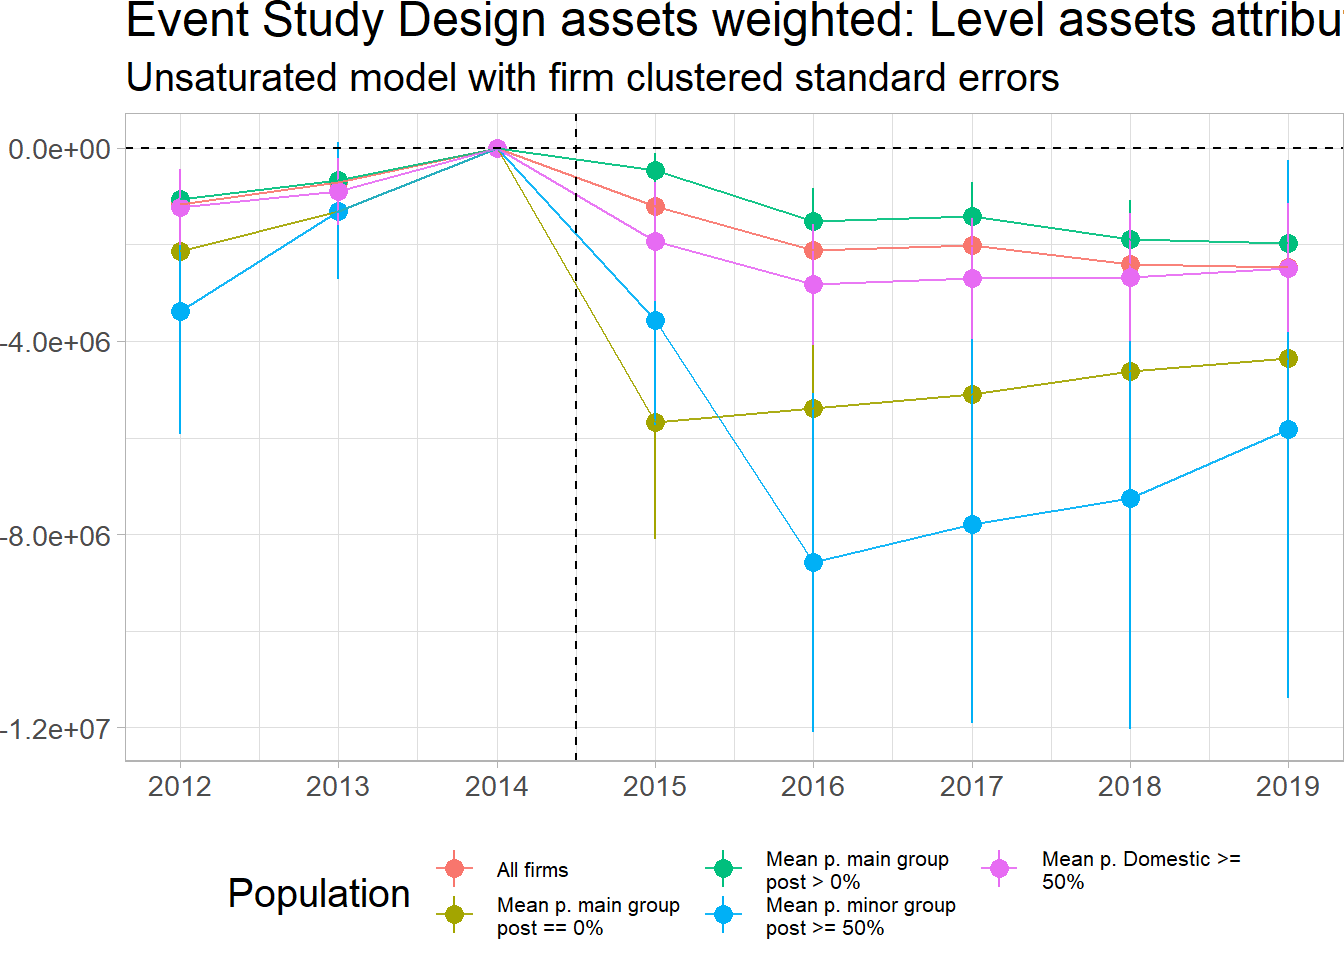 Event Study Design assets weighted: Level assets
Unsaturated model with firm clustered standard errors
0.0e+00
-4.0e+06
-8.0e+06
-1.2e+07
2012 2013 2014 2015 2016 2017 2018 2019
Population
All firms
Mean p. main group
post == 0%
Mean p. main group
post > 0%
Mean p. minor group
post >= 50%
Mean p. Domestic >=
50%